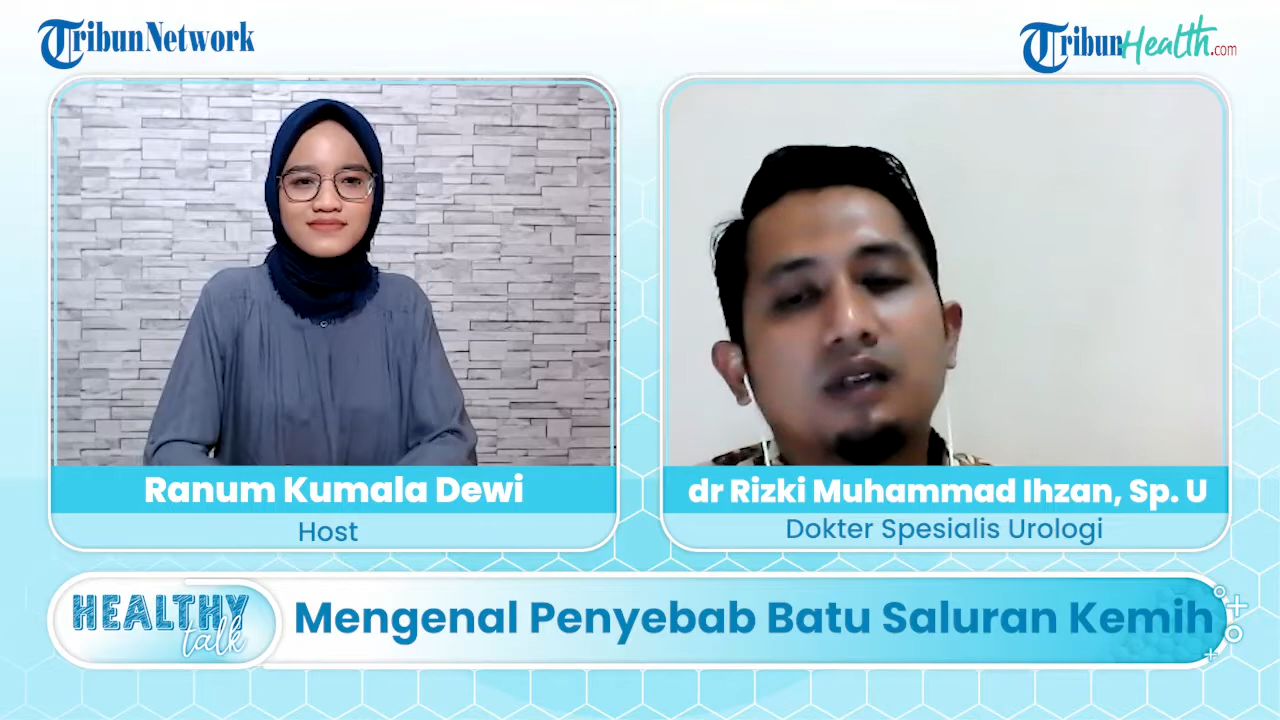 TribunNetwork
TribunHealth.com
Ranum Kumala Dewi
Host
dr Rizki Muhammad Ihzan, Sp. U
Dokter Spesialis Urologi
HEALTHY
talk
Mengenal Penyebab Batu Saluran Kemih